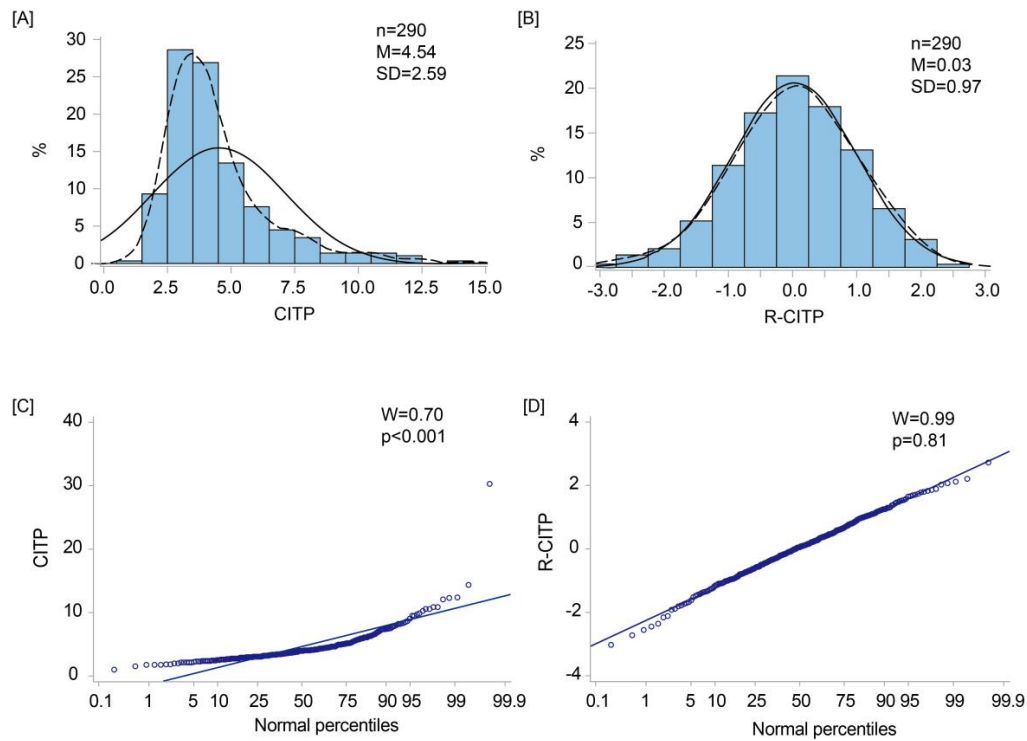 [A]
n=290
M=4.54
SD=2.59
30
25
20
15
10
5
0
%
0.0 2.5 5.0 7.5 10.0 12.5 15.0
CITP
[B]
n=290
M=0.03
SD=0.97
25
20
15
10
5
0
%
-3.0 -2.0 -1.0 0.0 1.0 2.0 3.0
R-CITP
[C]
W=0.70
p<0.001
40
30
20
10
0
CITP
0.1 1 5 10 25 50 75 90 95 99 99.9
Normal percentiles
[D]
W=0.99
p=0.81
4
2
0
-2
-4
R-CITP
0.1 1 5 10 25 50 75 90 95 99 99.9
Normal percentiles